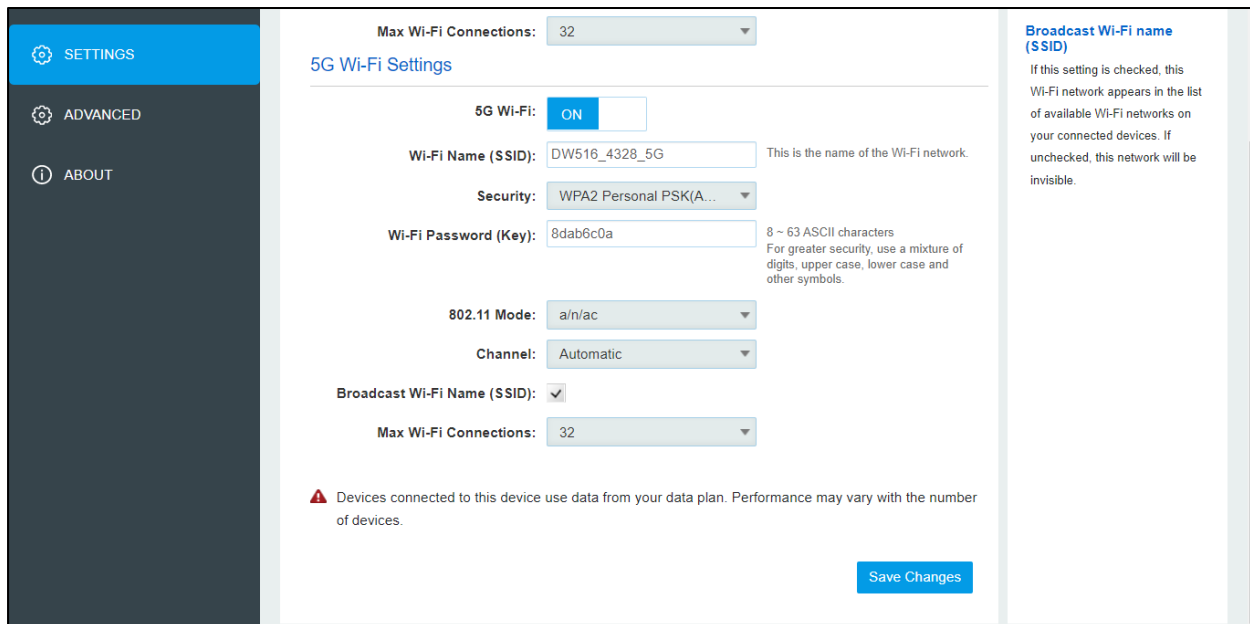 SETTINGS
ADVANCED
ABOUT
Max Wi-Fi Connections: 32
5G Wi-Fi Settings
5G Wi-Fi: ON
Wi-Fi Name (SSID): DW516_4328_5G This is the name of the Wi-Fi network.
Security: WPA2 Personal PSK(A...
Wi-Fi Password (Key): 8dab6c0a 8 ~ 63 ASCII characters
For greater security, use a mixture of
digits, upper case, lower case and
other symbols.
802.11 Mode: a/n/ac
Channel: Automatic
Broadcast Wi-Fi Name (SSID):
Max Wi-Fi Connections: 32
Devices connected to this device use data from your data plan. Performance may vary with the number
of devices.
Save Changes
Broadcast Wi-Fi name
(SSID)
If this setting is checked, this
Wi-Fi network appears in the list
of available Wi-Fi networks on
your connected devices. If
unchecked, this network will be
invisible.